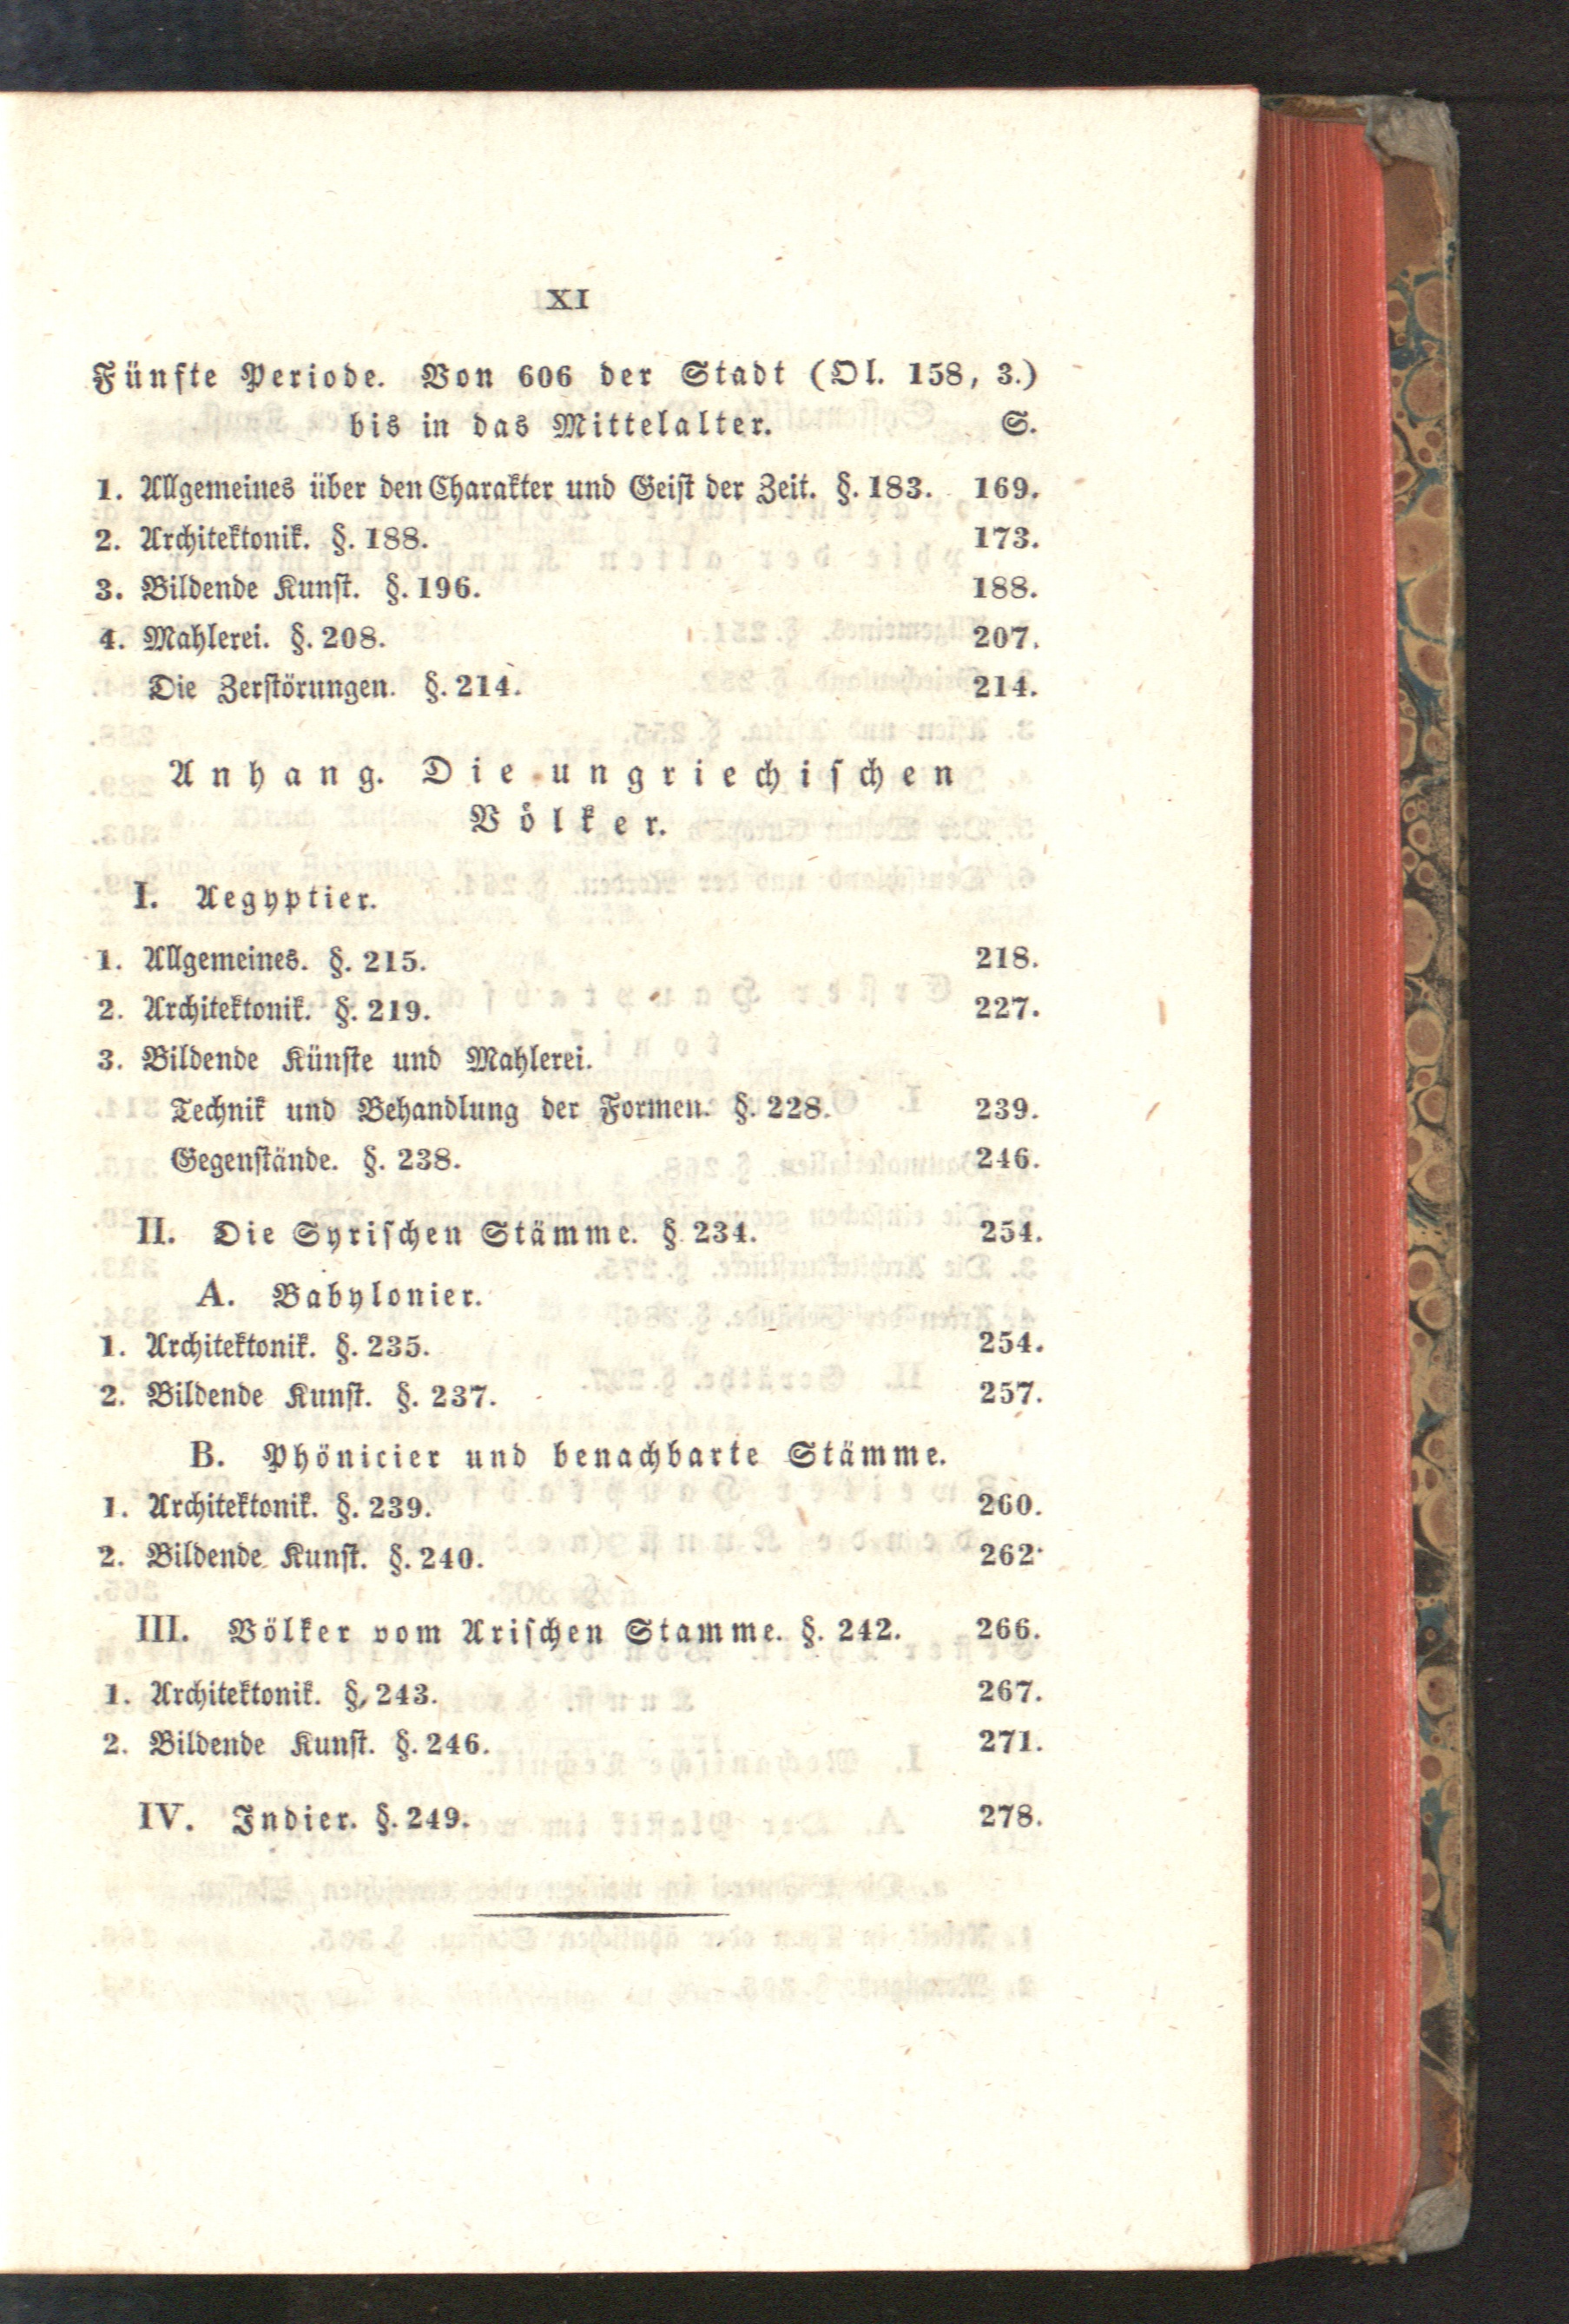 XI
Fünfte Periode. Von 606 der Stadt (Ol. 158, 3.)
bis in das Mittelalter. S.
1. Allgemeines über den Charakter und Geist der Zeit. §. 183. 169.
2. Architektonik. §. 188. 173.
3. Bildende Kunst. §. 196. 188.
4. Mahlerei. §. 208. 207.
Die Zerstörungen. §. 214. 214.
Anhang. Die ungriechischen
Völker.
I. Aegyptier.
1. Allgemeines. §. 215. 218.
2. Architektonik. §. 219. 227.
3. Bildende Künste und Mahlerei.
Technik und Behandlung der Formen. §. 228. 239.
Gegenstände. §. 238. 246.
II. Die Syrischen Stämme. § 234. 254.
A. Babylonier.
1. Architektonik. §. 235. 254.
2. Bildende Kunst. §. 237. 257.
B. Phönicier und benachbarte Stämme.
1. Architektonik. §. 239. 260.
2. Bildende Kunst. §. 240. 262.
III. Völker vom Arischen Stamme. §. 242. 266.
1. Architektonik. §. 243. 267.
2. Bildende Kunst. §. 246. 271.
IV. Indier. §. 249. 278.